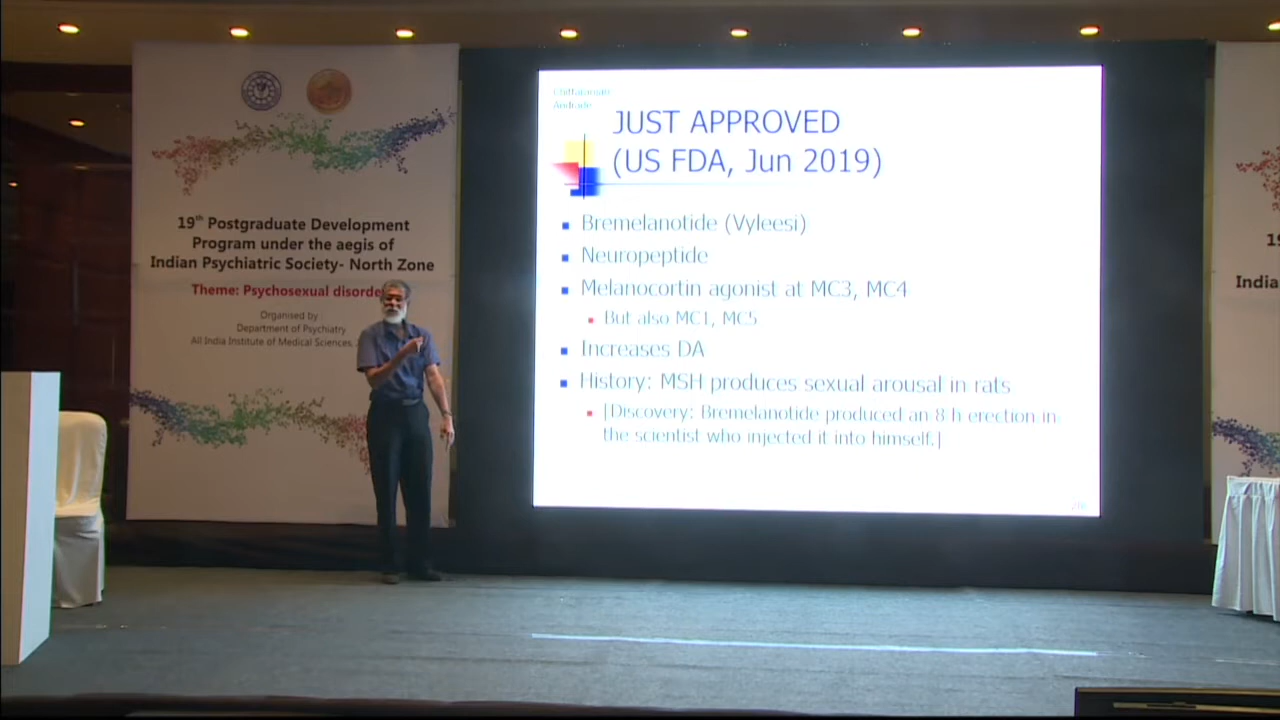 19th Postgraduate Development
Program under the aegis of
Indian Psychiatric Society- North Zone
Theme: Psychosexual
Organised by
Department of Psychiatry
All India Institute of Medical Sciences,
Chittaranjan
Andrade
JUST APPROVED
(US FDA, Jun 2019)
Bremelanotide (Vyleesi)
Neuropeptide
Melanocortin agonist at MC3, MC4
But also MC1, MC5
Increases DA
History: MSH produces sexual arousal in rats
[Discovery: Bremelanotide produced an 8 h erection in
the scientist who injected it into himself.]
India